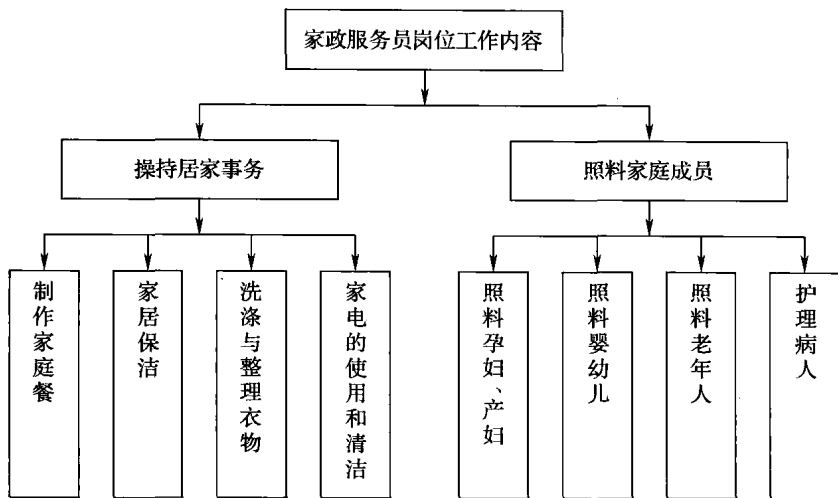 家政服务员岗位工作内容
操持居家事务
照料家庭成员
制作家庭餐
家居保洁
洗涤与整理衣物
家电的使用和清洁
照料孕妇、产妇
照料婴幼儿
照料老年人
护理病人